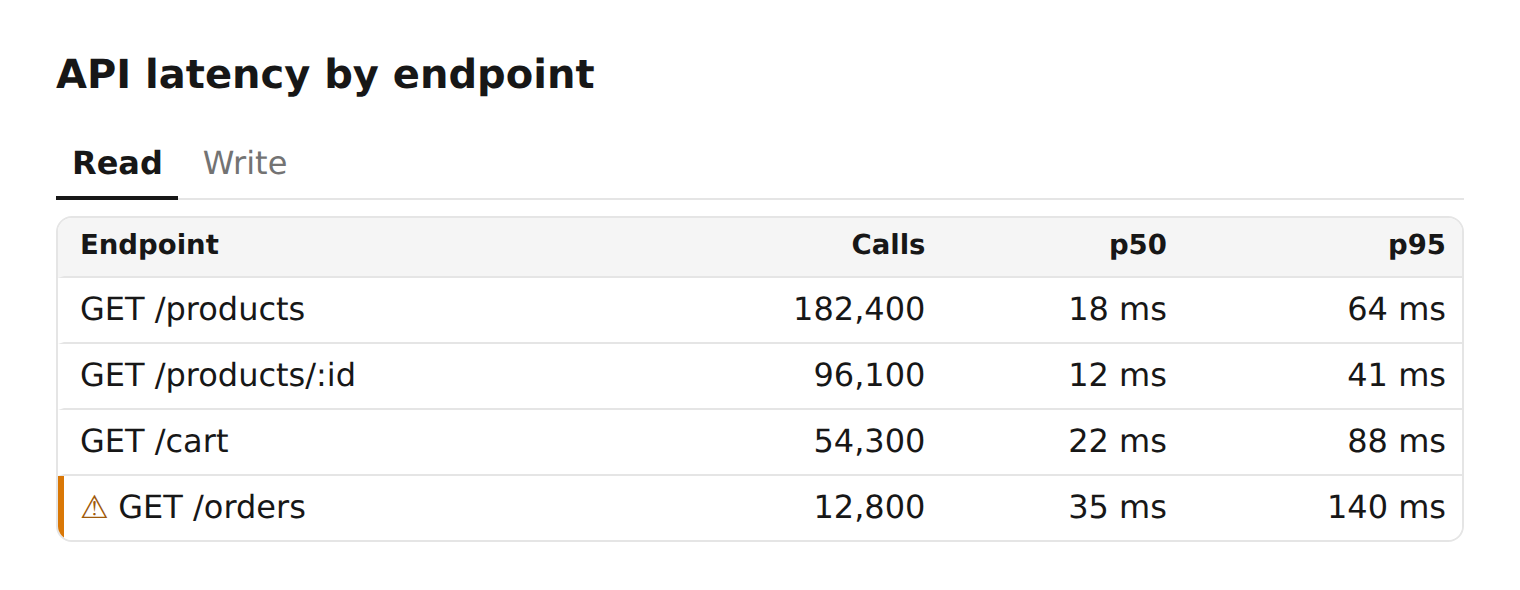 API latency by endpoint
Read Write
Endpoint Calls p50 p95
GET /products 182,400 18 ms 64 ms
GET /products/:id 96,100 12 ms 41 ms
GET /cart 54,300 22 ms 88 ms
⚠ GET /orders 12,800 35 ms 140 ms